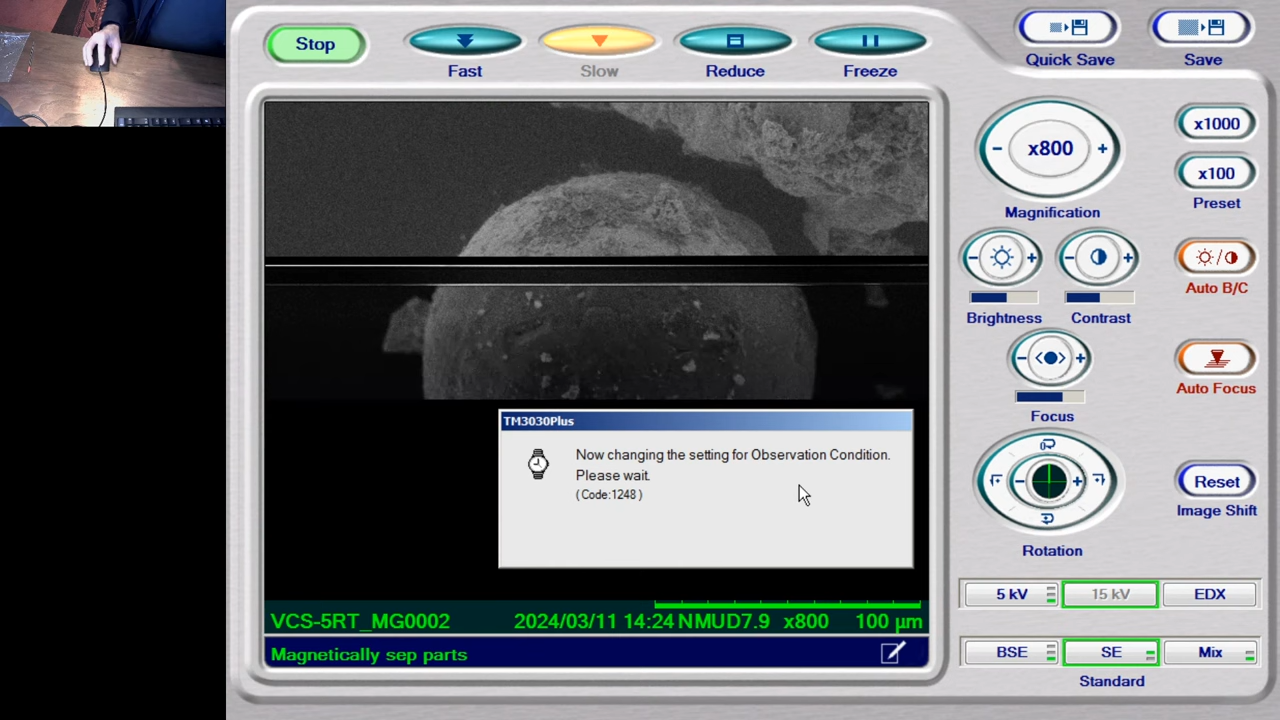 Stop
Fast
Slow
Reduce
Freeze
Quick Save
Save
x800
Magnification
x1000
x100
Preset
Brightness
Contrast
Auto B/C
Focus
Auto Focus
TM3030Plus
Now changing the setting for Observation Condition.
Please wait.
(Code:1248 )
Reset
Image Shift
Rotation
5 kV
15 kV
EDX
VCS-5RT_MG0002
2024/03/11 14:24 NMUD7.9 x800 100 µm
Magnetically sep parts
BSE
SE
Mix
Standard